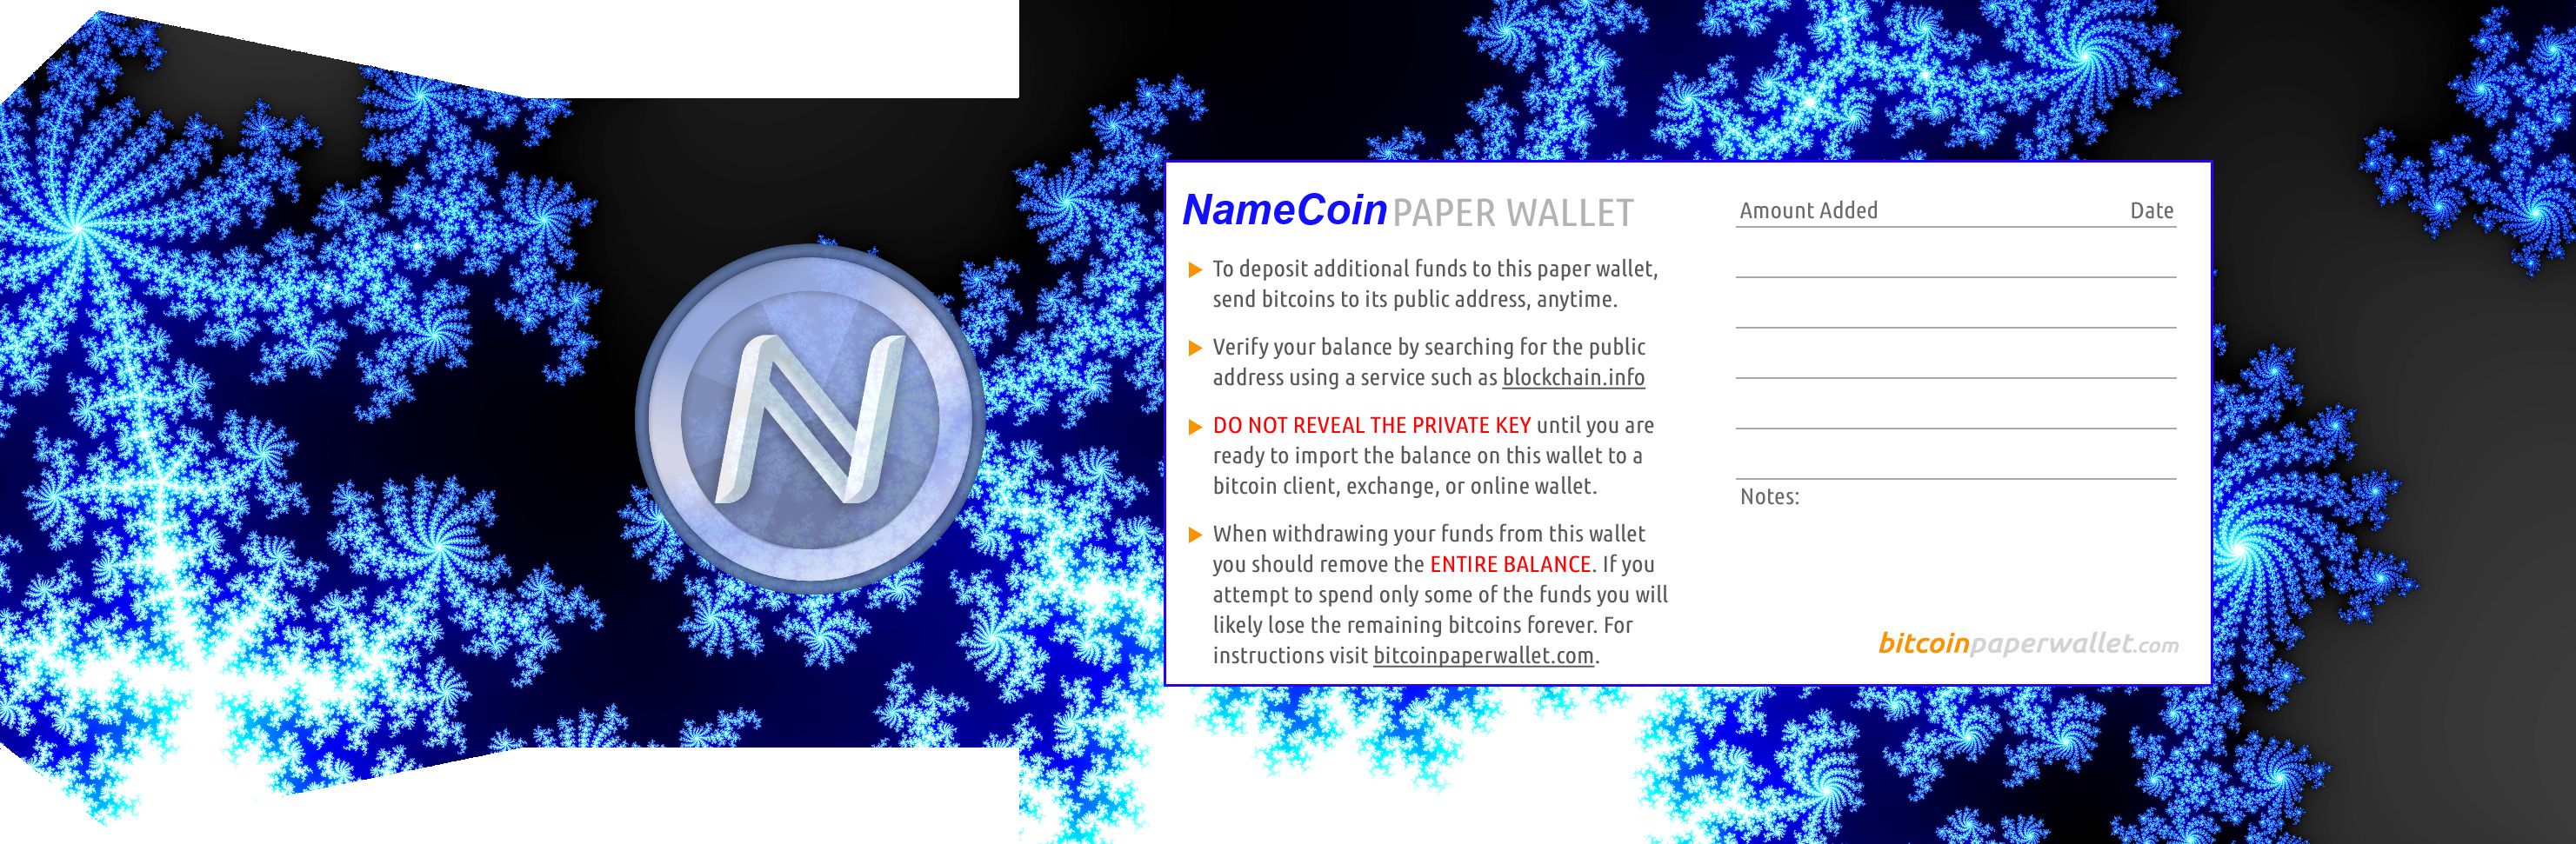 N
NameCoin PAPER WALLET
To deposit additional funds to this paper wallet,
send bitcoins to its public address, anytime.
Verify your balance by searching for the public
address using a service such as blockchain.info
DO NOT REVEAL THE PRIVATE KEY until you are
ready to import the balance on this wallet to a
bitcoin client, exchange, or online wallet.
When withdrawing your funds from this wallet
you should remove the ENTIRE BALANCE. If you
attempt to spend only some of the funds you will
likely lose the remaining bitcoins forever. For
instructions visit bitcoinpaperwallet.com.
Amount Added Date
Notes:
bitcoinpaperwallet.com